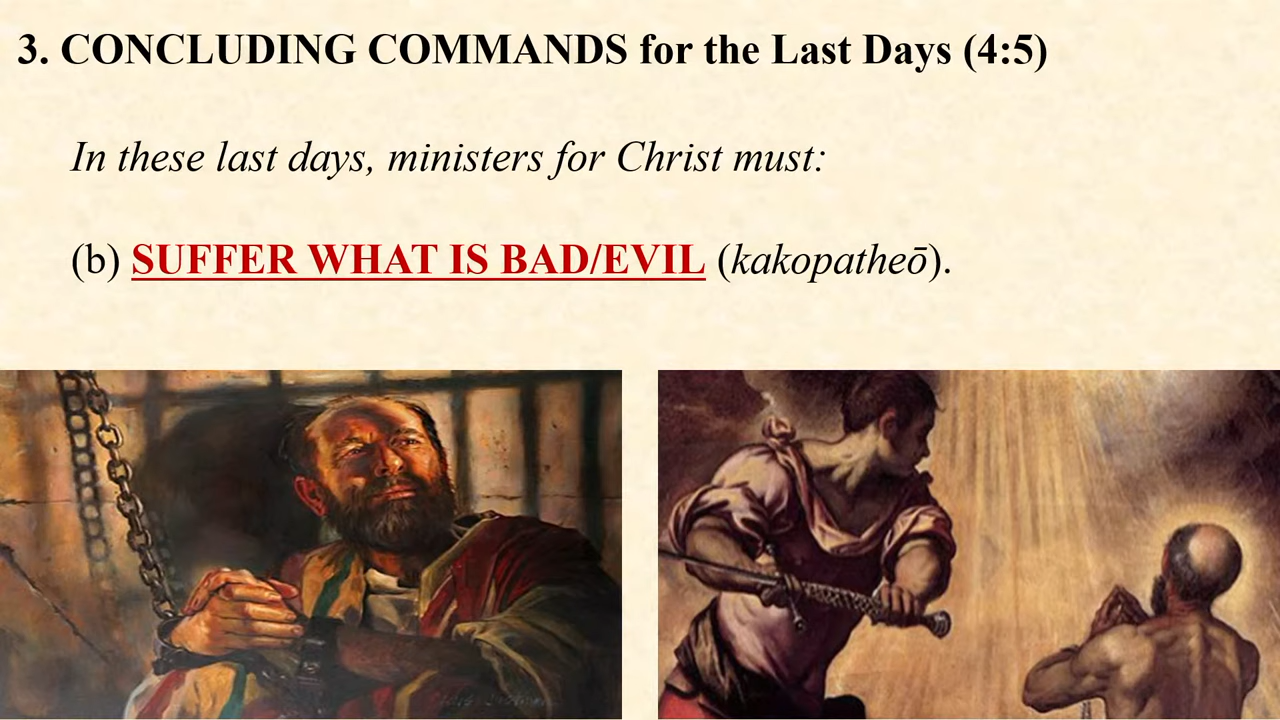 3. CONCLUDING COMMANDS for the Last Days (4:5)
In these last days, ministers for Christ must:
(b) SUFFER WHAT IS BAD/EVIL (kakopatheō).